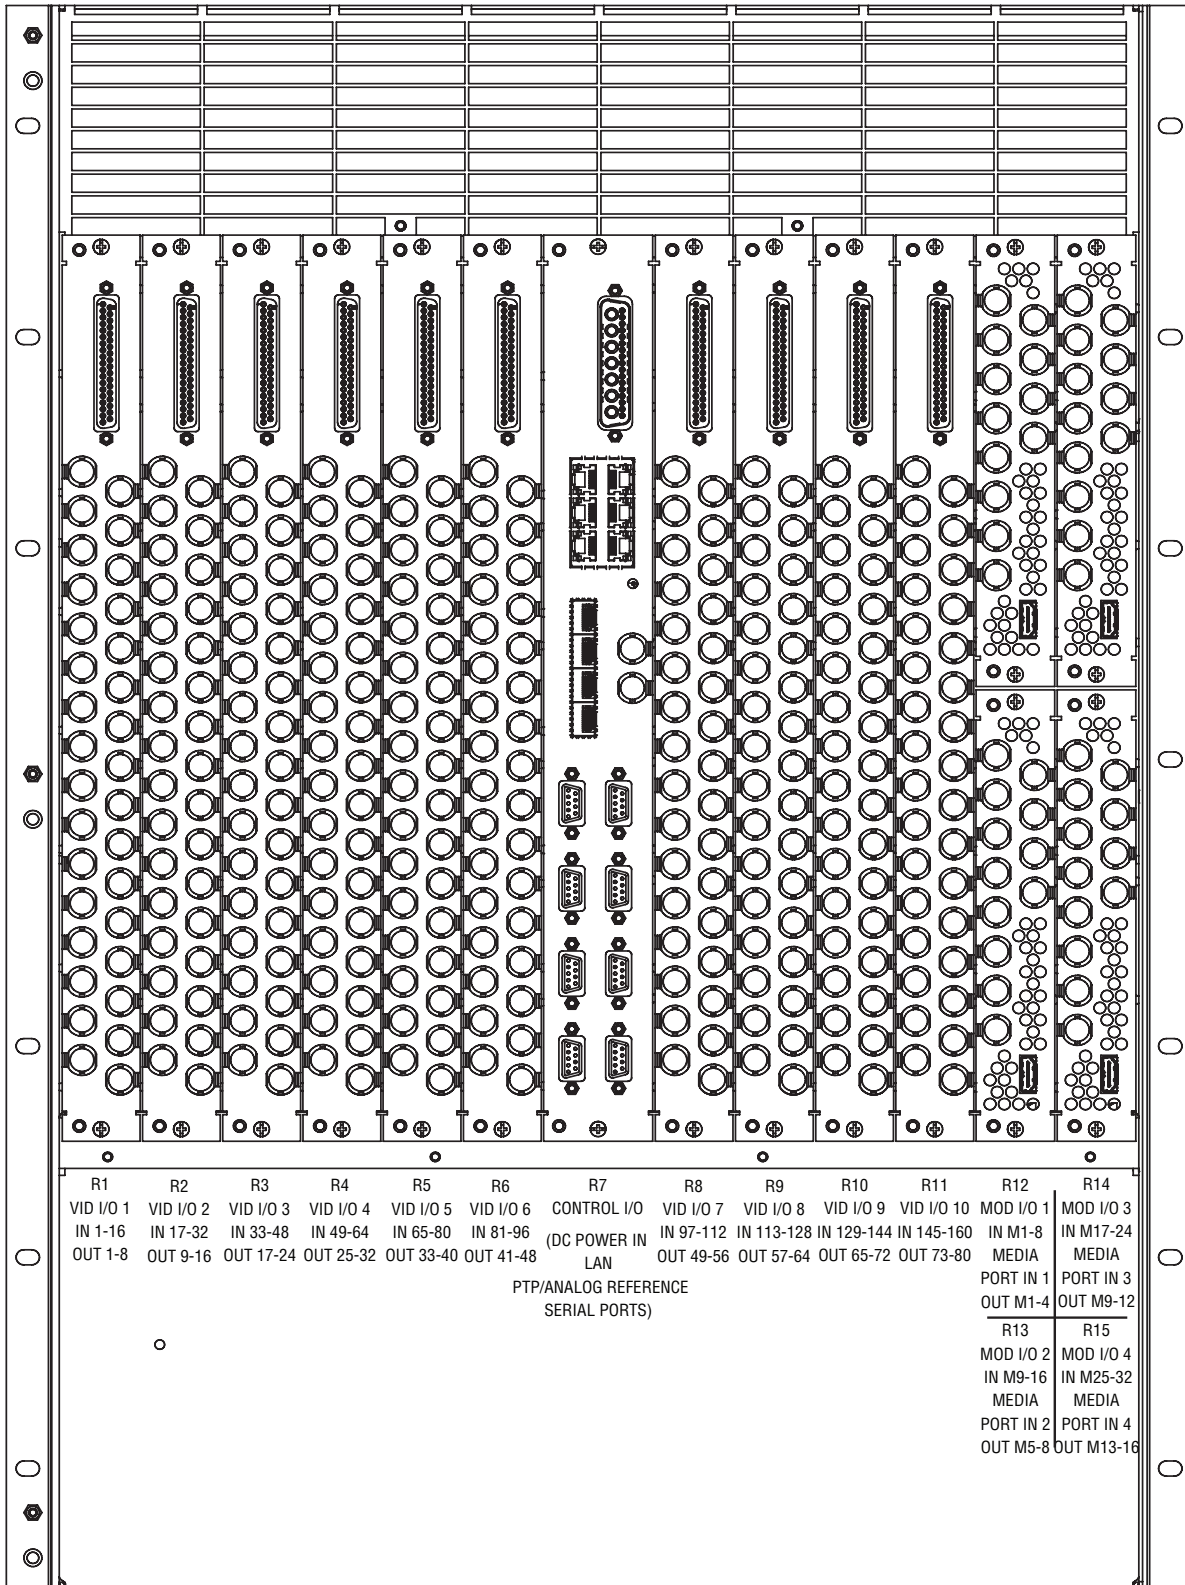 R1
VID I/O 1
IN 1-16
OUT 1-8
R2
VID I/O 2
IN 17-32
OUT 9-16
R3
VID I/O 3
IN 33-48
OUT 17-24
R4
VID I/O 4
IN 49-64
OUT 25-32
R5
VID I/O 5
IN 65-80
OUT 33-40
R6
VID I/O 6
IN 81-96
OUT 41-48
R7
CONTROL I/O
(DC POWER IN
LAN
PTP/ANALOG REFERENCE
SERIAL PORTS)
R8
VID I/O 7
IN 97-112
OUT 49-56
R9
VID I/O 8
IN 113-128
OUT 57-64
R10
VID I/O 9
IN 129-144
OUT 65-72
R11
VID I/O 10
IN 145-160
OUT 73-80
R12
MOD I/O 1
IN M1-8
MEDIA
PORT IN 1
OUT M1-4
R14
MOD I/O 3
IN M17-24
MEDIA
PORT IN 3
OUT M9-12
R13
MOD I/O 2
IN M9-16
MEDIA
PORT IN 2
OUT M5-8
R15
MOD I/O 4
IN M25-32
MEDIA
PORT IN 4
OUT M13-16